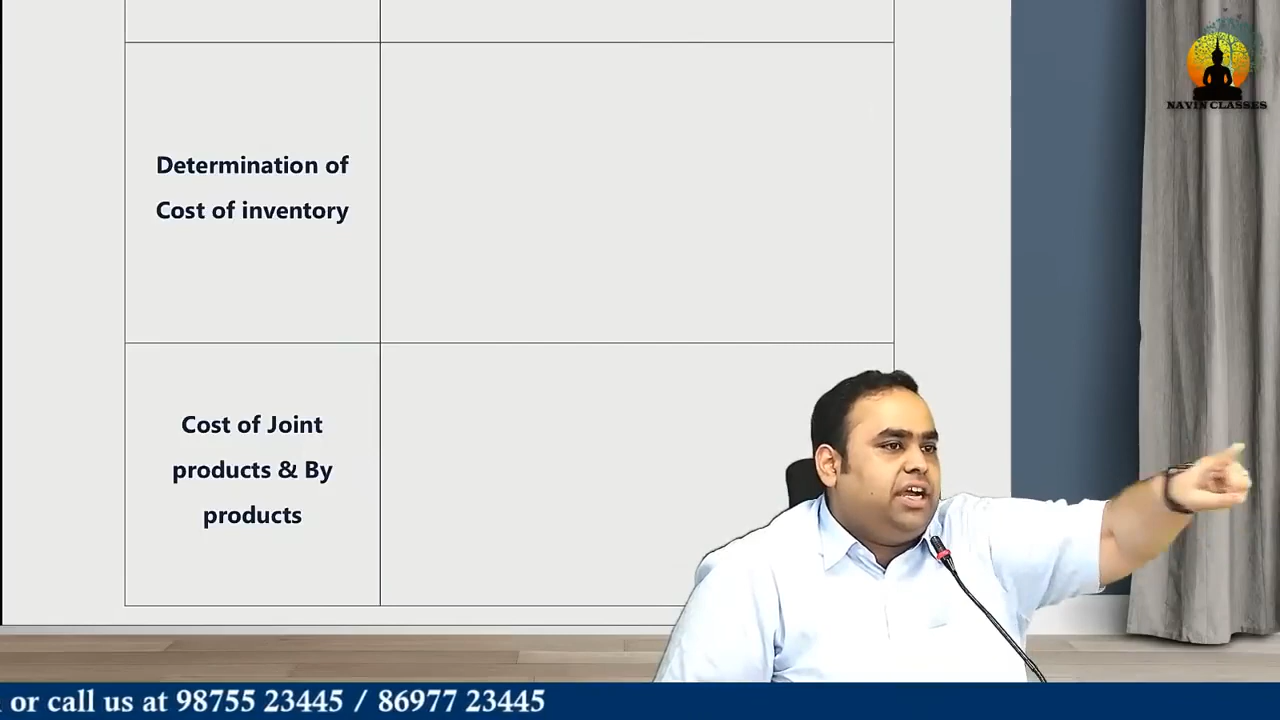 NAVIN CLASSES
Determination of
Cost of inventory
Cost of Joint
products & By
products
or call us at 98755 23445 / 86977 23445